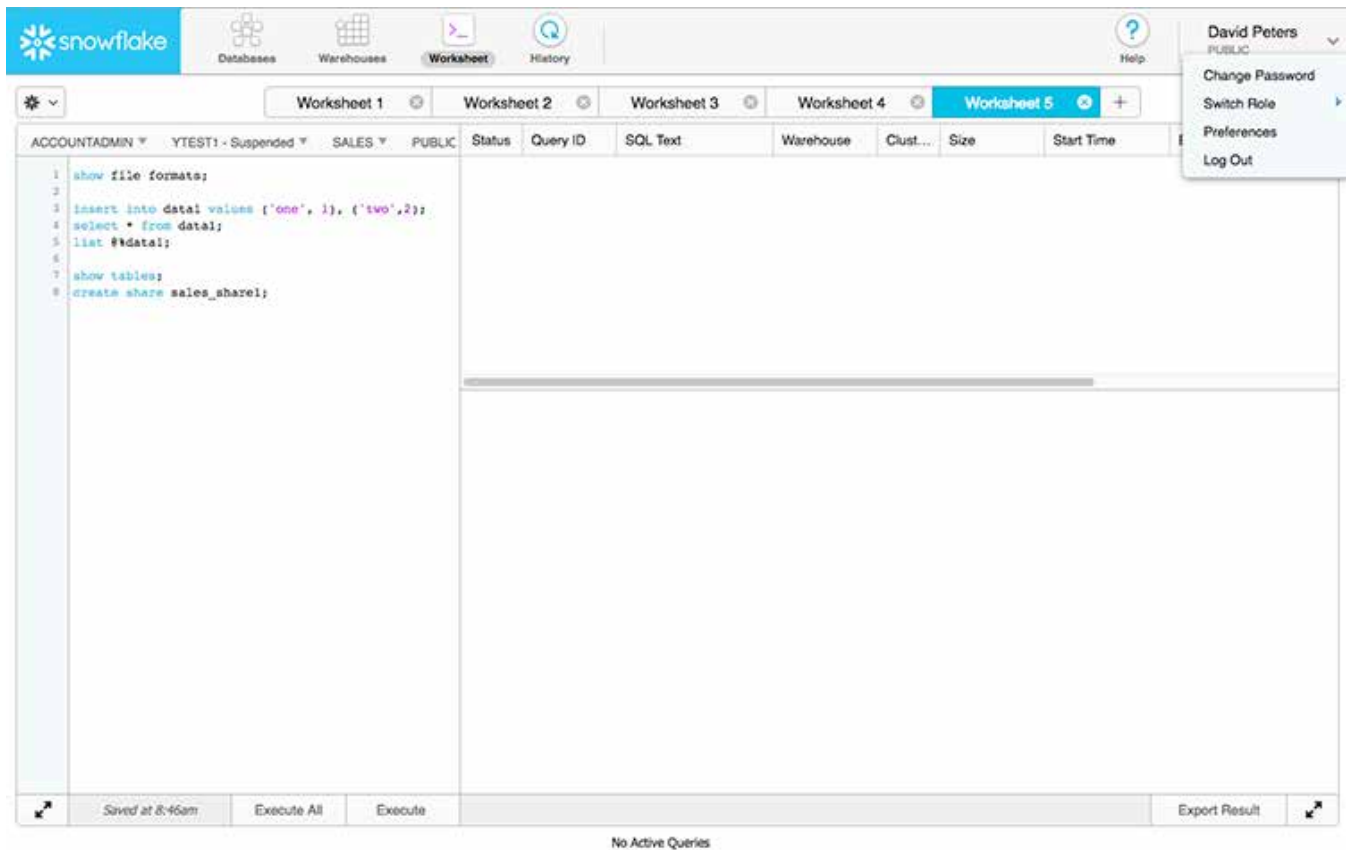 snowflake
Databases Warehouses Worksheet History Help
David Peters
PUBLIC
Change Password
Switch Role
Preferences
Log Out
Worksheet 1 Worksheet 2 Worksheet 3 Worksheet 4 Worksheet 5 +
ACCOUNTADMIN YTEST1 - Suspended SALES PUBLIC
Status Query ID SQL Text Warehouse Clust... Size Start Time
1 show file formats;
2
3 insert into data1 values ('one', 1), ('two',2);
4 select * from data1;
5 list @%data1;
6
7 show tables;
8 create share sales_share1;
Saved at 8:46am Execute All Execute Export Result
No Active Queries